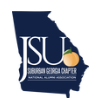 JSU
SUBURBAN GEORGIA CHAPTER
NATIONAL ALUMNI ASSOCIATION